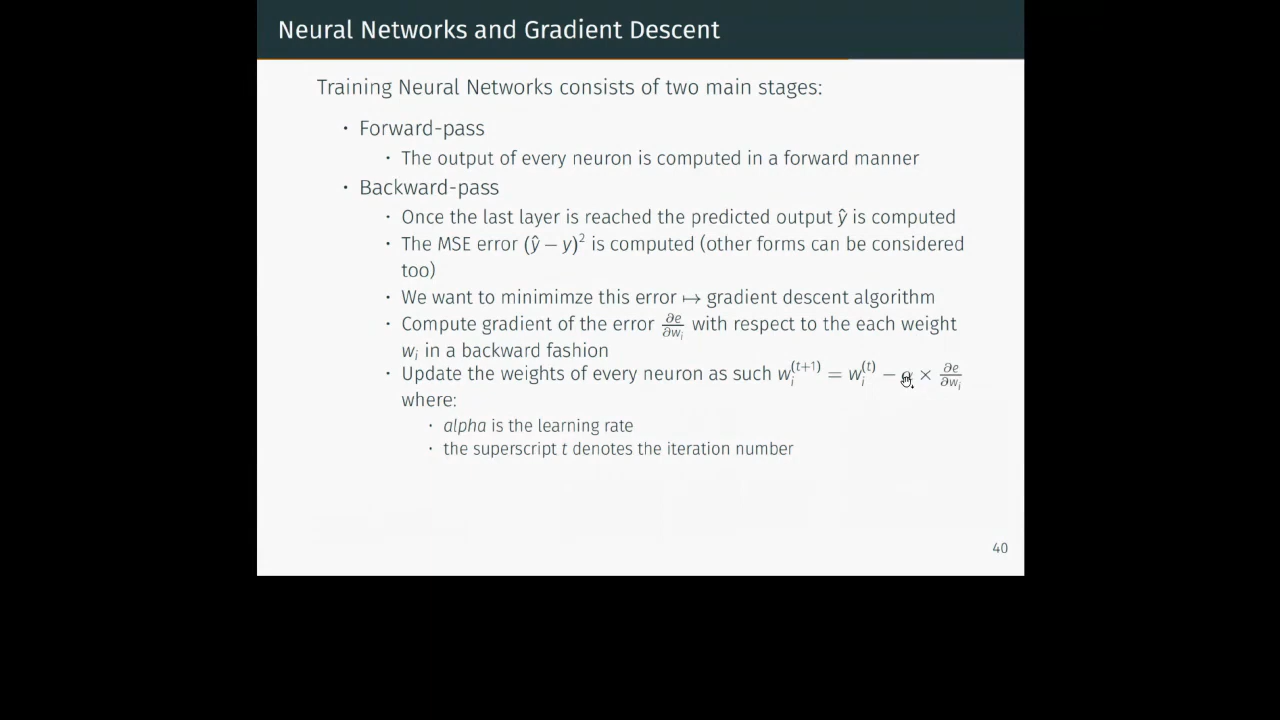 Neural Networks and Gradient Descent
Training Neural Networks consists of two main stages:
· Forward-pass
· The output of every neuron is computed in a forward manner
· Backward-pass
· Once the last layer is reached the predicted output ŷ is computed
· The MSE error (ŷ − y)² is computed (other forms can be considered
too)
· We want to minimimze this error ↦ gradient descent algorithm
· Compute gradient of the error ∂e/∂wᵢ with respect to the each weight
wᵢ in a backward fashion
· Update the weights of every neuron as such wᵢ⁽ᵗ⁺¹⁾ = wᵢ⁽ᵗ⁾ − α × ∂e/∂wᵢ
where:
· alpha is the learning rate
· the superscript t denotes the iteration number
40